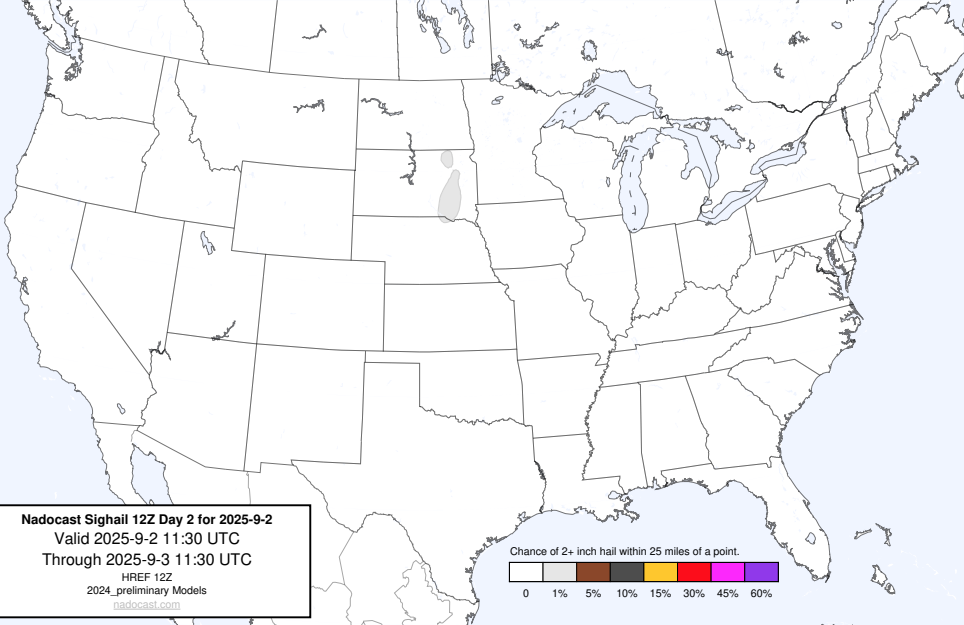 Nadocast Sighail 12Z Day 2 for 2025-9-2
Valid 2025-9-2 11:30 UTC
Through 2025-9-3 11:30 UTC
HREF 12Z
2024_preliminary Models
nadocast.com
Chance of 2+ inch hail within 25 miles of a point.
0 1% 5% 10% 15% 30% 45% 60%